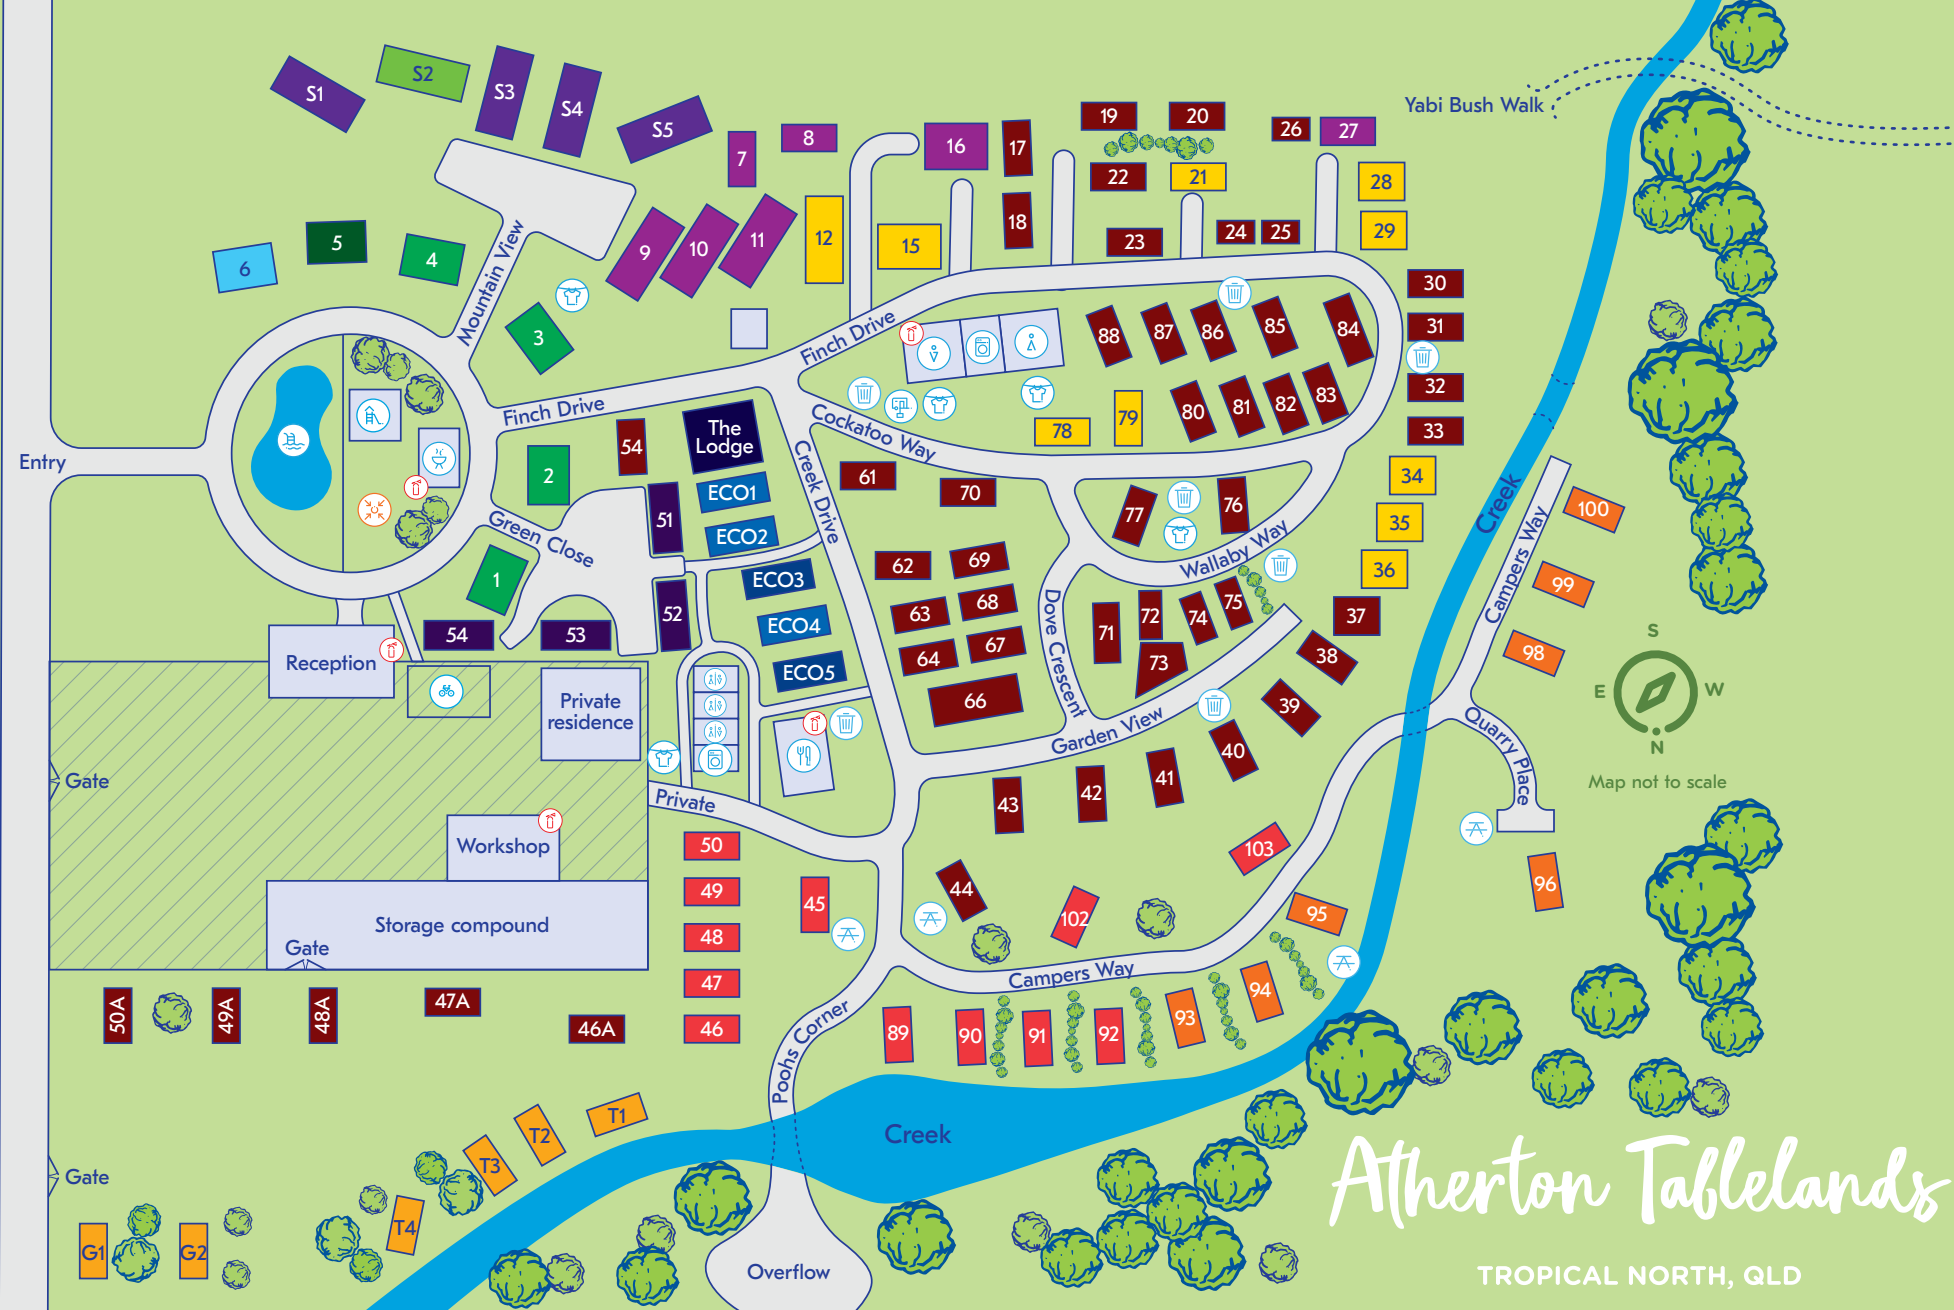 S1
S2
S3
S4
S5
7
8
16
17
19
20
26
27
Yabi Bush Walk
22
21
28
6
5
4
9
10
11
12
15
18
23
24
25
29
Mountain View
3
30
31
32
33
Finch Drive
88
87
86
85
84
Finch Drive
54
The
Lodge
Cockatoo Way
78
79
80
81
82
83
Entry
2
ECO1
Creek Drive
61
70
34
51
ECO2
77
76
35
Creek
Campers Way
100
Green Close
1
ECO3
62
69
Wallaby Way
36
99
54
53
52
ECO4
63
68
Dove Crescent
71
72
74
75
37
98
Reception
ECO5
64
67
73
38
S
E
W
N
Map not to scale
Private
residence
66
Garden View
39
Quarry Place
Gate
Private
43
42
41
40
Workshop
50
103
Storage compound
49
45
44
102
95
96
Gate
48
Campers Way
50A
49A
48A
47A
47
94
46A
46
Poohs Corner
89
90
91
92
93
T1
T2
T3
T4
Creek
Gate
G1
G2
Overflow
Atherton Tablelands
TROPICAL NORTH, QLD